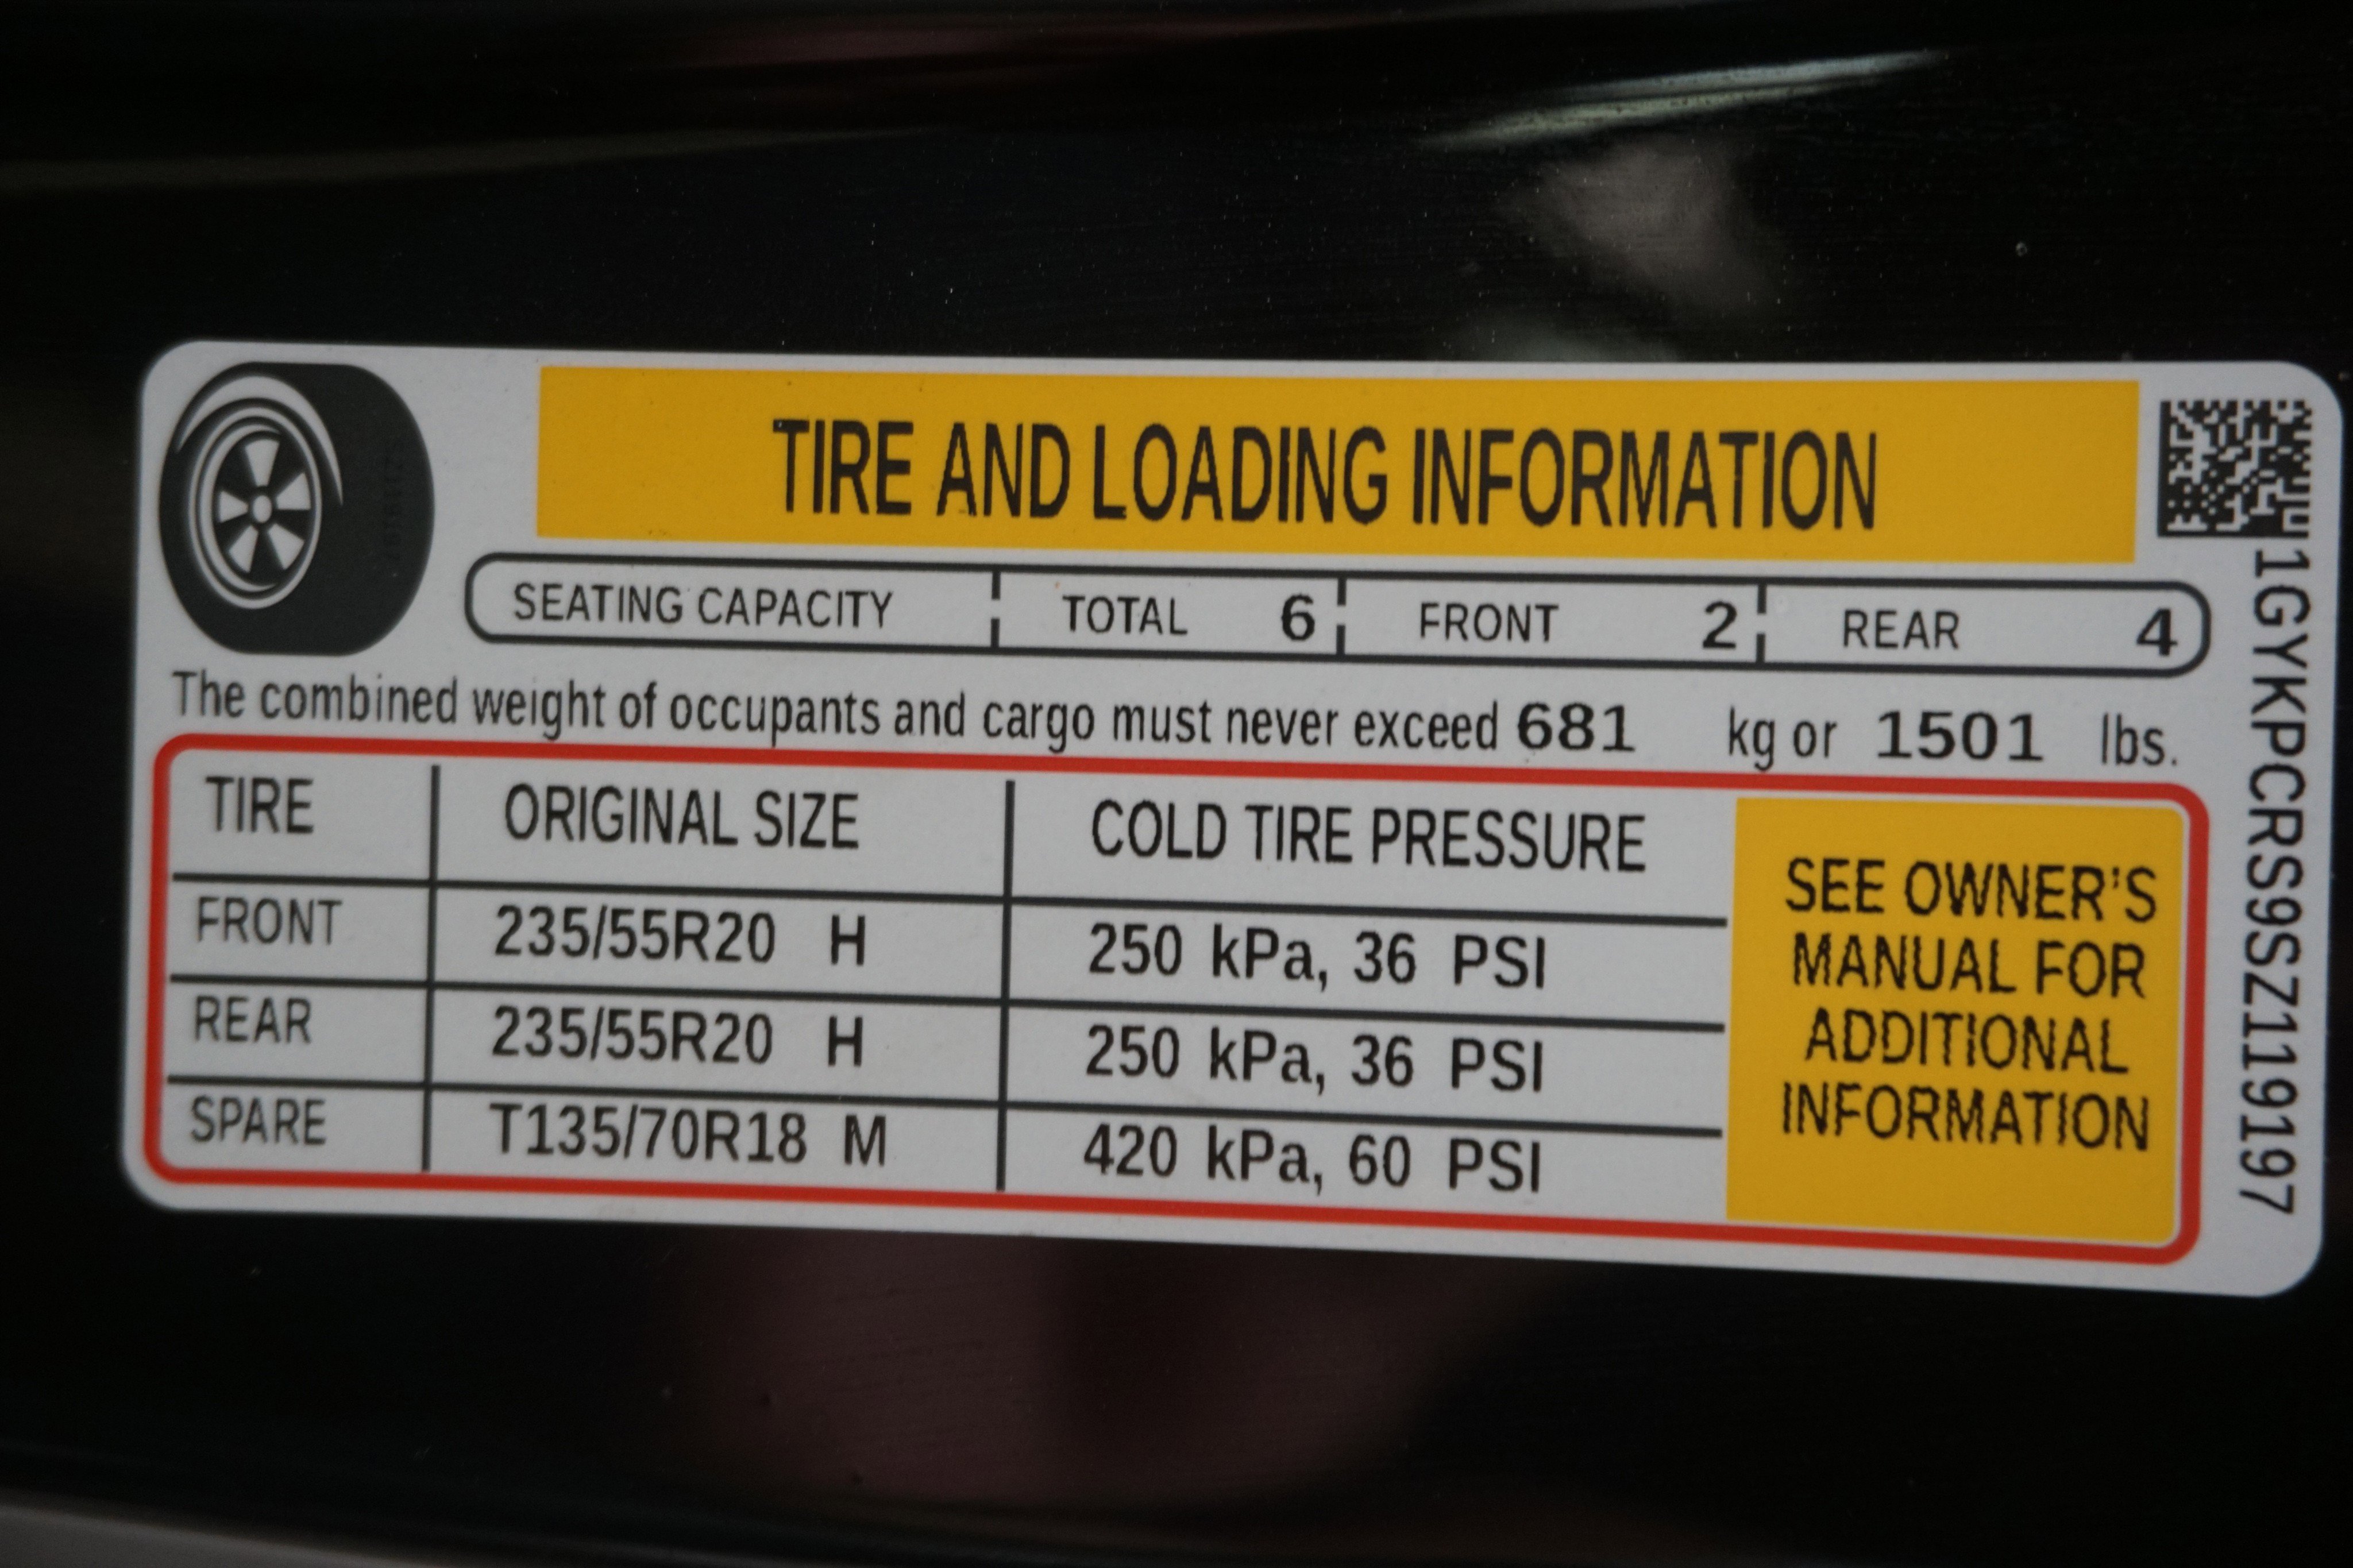 TIRE AND LOADING INFORMATION
SEATING CAPACITY TOTAL 6 FRONT 2 REAR 4
The combined weight of occupants and cargo must never exceed 681 kg or 1501 lbs.
TIRE ORIGINAL SIZE COLD TIRE PRESSURE
FRONT 235/55R20 H 250 kPa, 36 PSI
REAR 235/55R20 H 250 kPa, 36 PSI
SPARE T135/70R18 M 420 kPa, 60 PSI
SEE OWNER'S
MANUAL FOR
ADDITIONAL
INFORMATION
1GYKPCRS9SZ119197